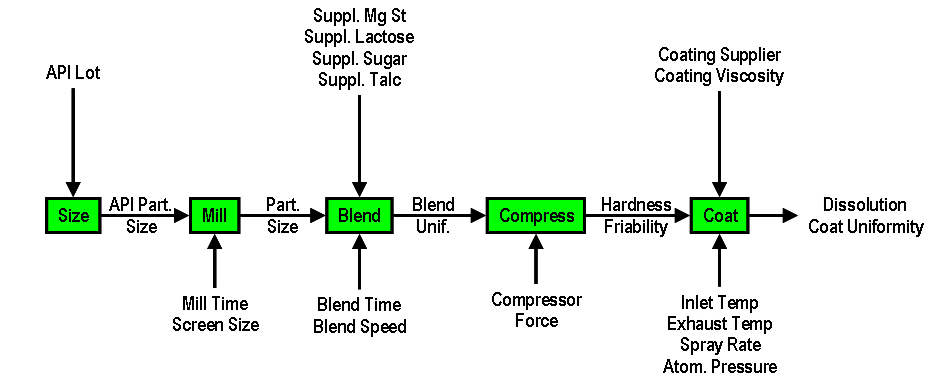 Suppl. Mg St
Suppl. Lactose
Suppl. Sugar
Suppl. Talc
Coating Supplier
Coating Viscosity
API Lot
Size
API Part.
Size
Mill
Part.
Size
Blend
Blend
Unif.
Compress
Hardness
Friability
Coat
Dissolution
Coat Uniformity
Mill Time
Screen Size
Blend Time
Blend Speed
Compressor
Force
Inlet Temp
Exhaust Temp
Spray Rate
Atom. Pressure